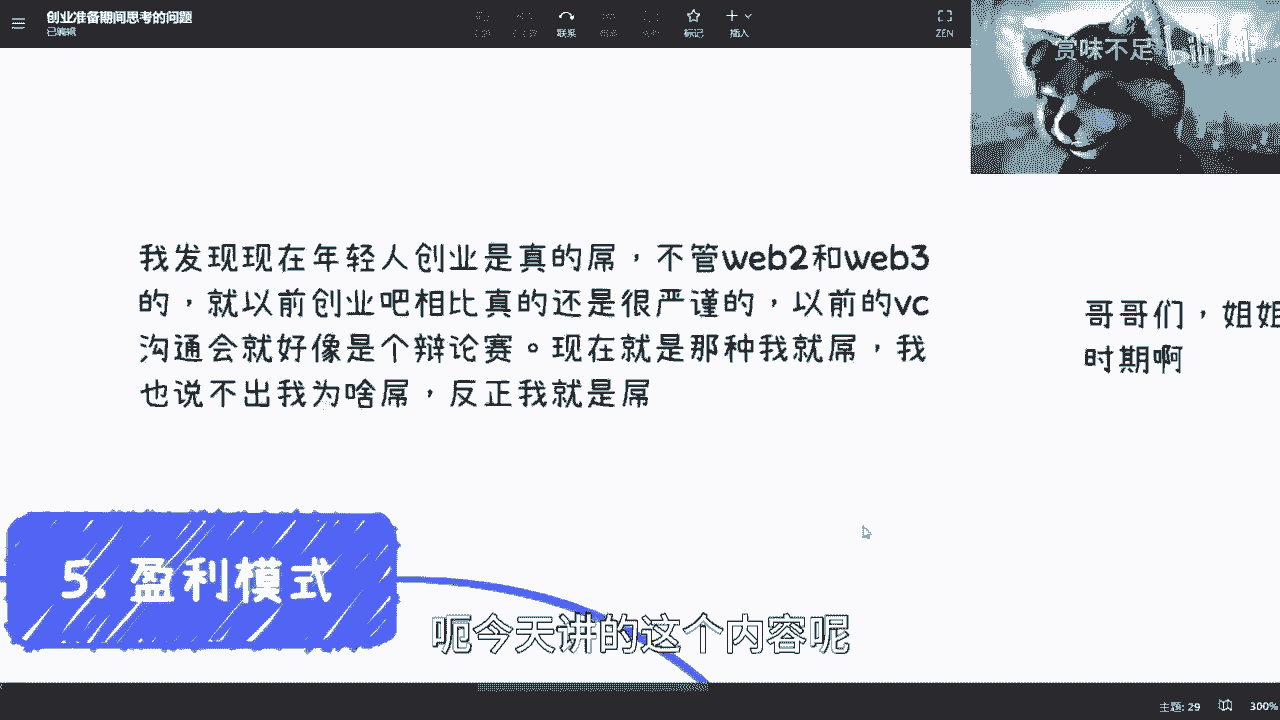 创业准备期间思考的问题
已编辑
联系
标记
插入
ZEN
赏味不足 bilibili
我发现现在年轻人创业是真的屌，不管web2和web3
的，就以前创业吧相比真的还是很严谨的，以前的vc
沟通会就好像是个辩论赛。现在就是那种我就屌，我
也说不出我为啥屌，反正我就是屌
哥哥们，姐姐
时期啊
5. 盈利模式
呃今天讲的这个内容呢
主题: 29
300%